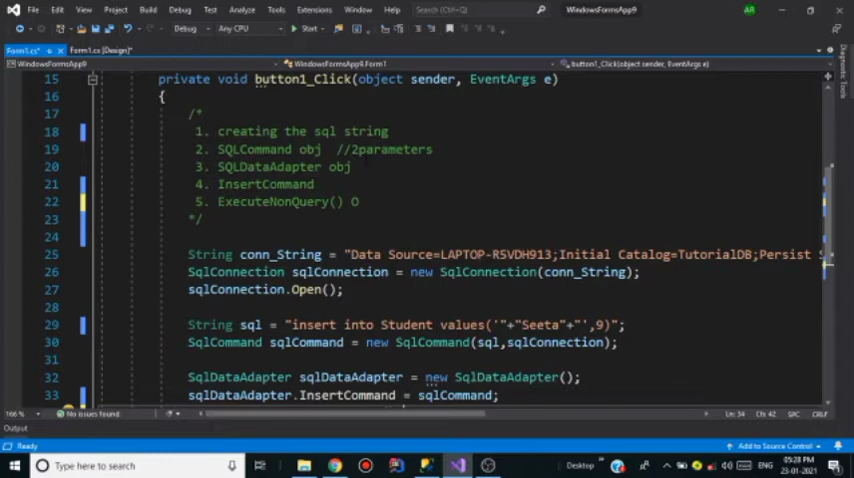 File Edit View Project Build Debug Test Analyze Tools Extensions Window Help Search (Ctrl+Q) WindowsFormsApp9 AR
Debug Any CPU Start
Form1.cs* Form1.cs [Design]*
WindowsFormsApp9 WindowsFormsApp9.Form1 button1_Click(object sender, EventArgs e)
15 private void button1_Click(object sender, EventArgs e)
16 {
17 /*
18 1. creating the sql string
19 2. SQLCommand obj //2parameters
20 3. SQLDataAdapter obj
21 4. InsertCommand
22 5. ExecuteNonQuery() O
23 */
24
25 String conn_String = "Data Source=LAPTOP-RSVDH913;Initial Catalog=TutorialDB;Persist S
26 SqlConnection sqlConnection = new SqlConnection(conn_String);
27 sqlConnection.Open();
28
29 String sql = "insert into Student values('"+"Seeta"+"',9)";
30 SqlCommand sqlCommand = new SqlCommand(sql,sqlConnection);
31
32 SqlDataAdapter sqlDataAdapter = new SqlDataAdapter();
33 sqlDataAdapter.InsertCommand = sqlCommand;
Diagnostic Tools
166 % No issues found Ln: 34 Ch: 42 SPC CRLF
Output
Ready Add to Source Control
Type here to search Desktop ENG 05:28 PM
23-01-2021